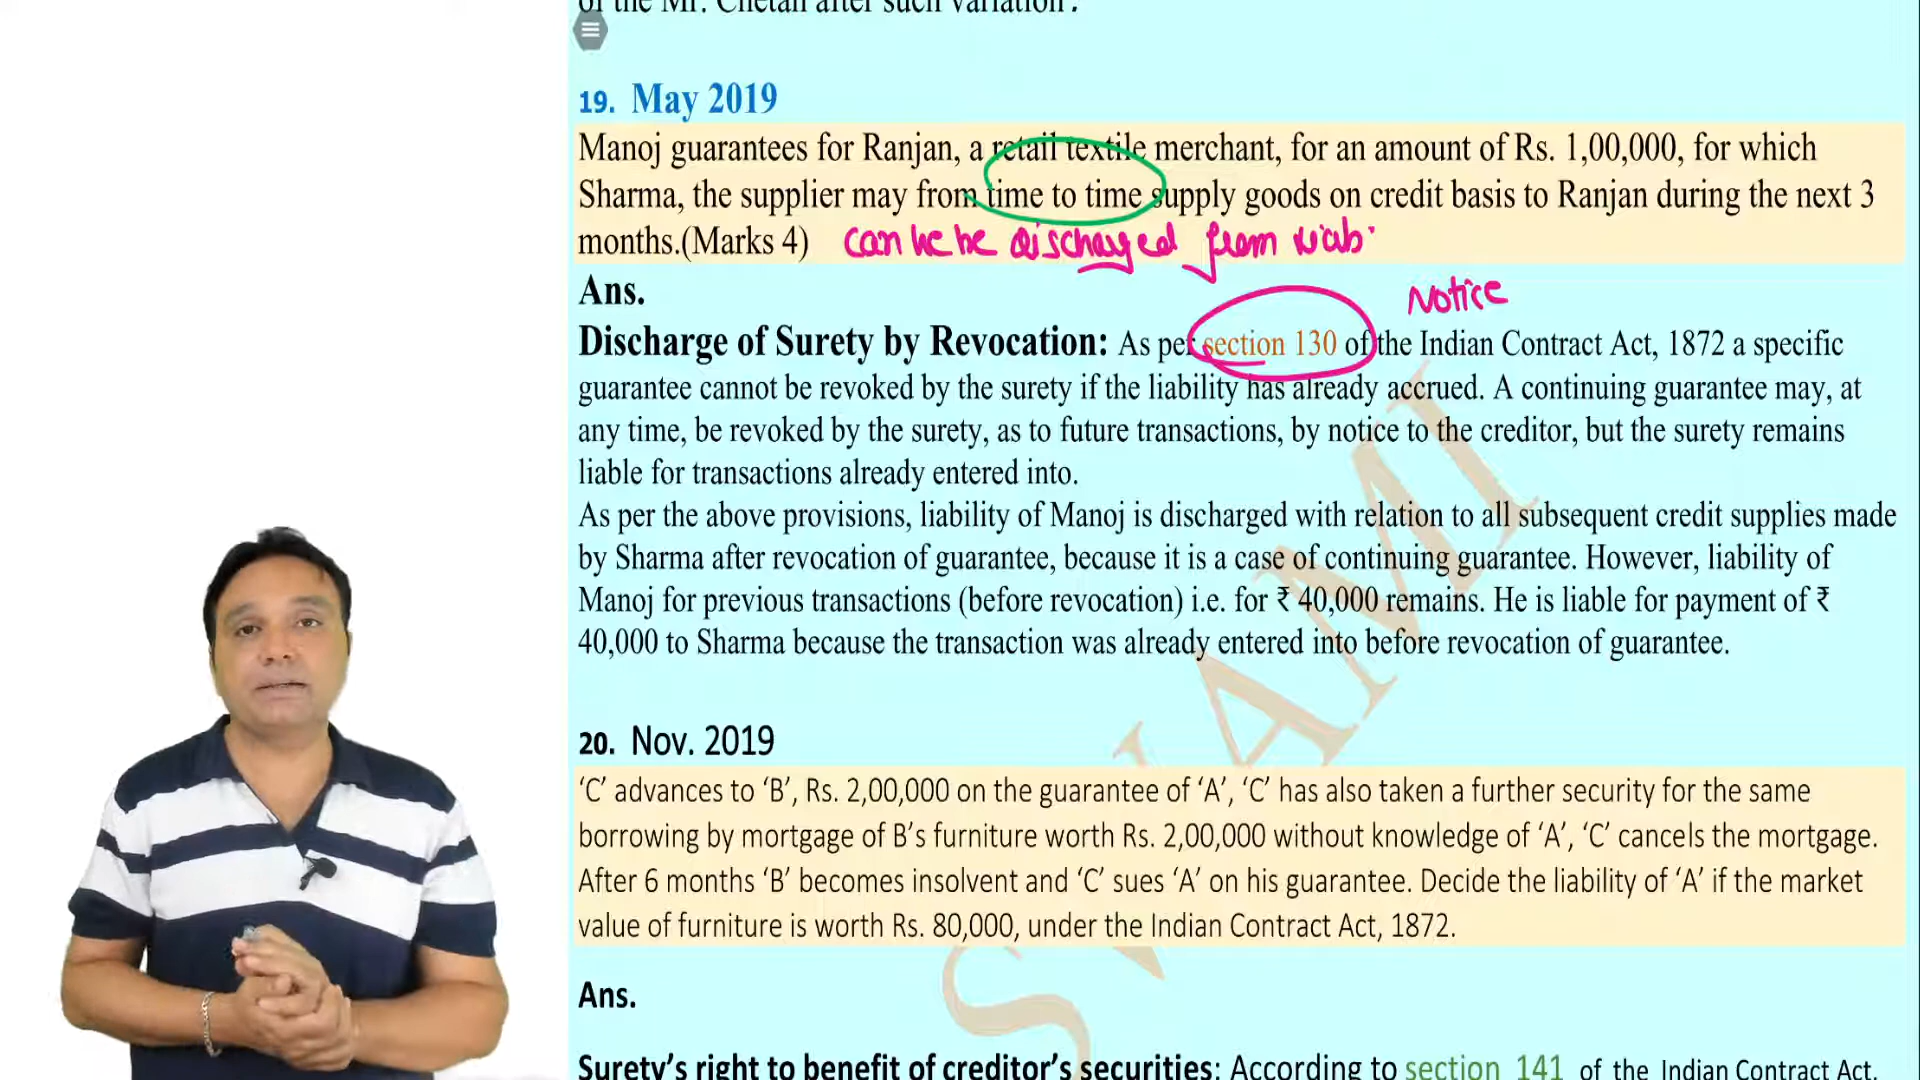 of the Mr. Chetan after such variation?
19. May 2019
Manoj guarantees for Ranjan, a retail textile merchant, for an amount of Rs. 1,00,000, for which
Sharma, the supplier may from time to time supply goods on credit basis to Ranjan during the next 3
months.(Marks 4) can he be discharged from liab.
Ans.
Notice
Discharge of Surety by Revocation: As per section 130 of the Indian Contract Act, 1872 a specific
guarantee cannot be revoked by the surety if the liability has already accrued. A continuing guarantee may, at
any time, be revoked by the surety, as to future transactions, by notice to the creditor, but the surety remains
liable for transactions already entered into.
As per the above provisions, liability of Manoj is discharged with relation to all subsequent credit supplies made
by Sharma after revocation of guarantee, because it is a case of continuing guarantee. However, liability of
Manoj for previous transactions (before revocation) i.e. for ₹ 40,000 remains. He is liable for payment of ₹
40,000 to Sharma because the transaction was already entered into before revocation of guarantee.
20. Nov. 2019
‘C’ advances to ‘B’, Rs. 2,00,000 on the guarantee of ‘A’, ‘C’ has also taken a further security for the same
borrowing by mortgage of B’s furniture worth Rs. 2,00,000 without knowledge of ‘A’, ‘C’ cancels the mortgage.
After 6 months ‘B’ becomes insolvent and ‘C’ sues ‘A’ on his guarantee. Decide the liability of ‘A’ if the market
value of furniture is worth Rs. 80,000, under the Indian Contract Act, 1872.
Ans.
Surety’s right to benefit of creditor’s securities: According to section 141 of the Indian Contract Act,
SWAMI